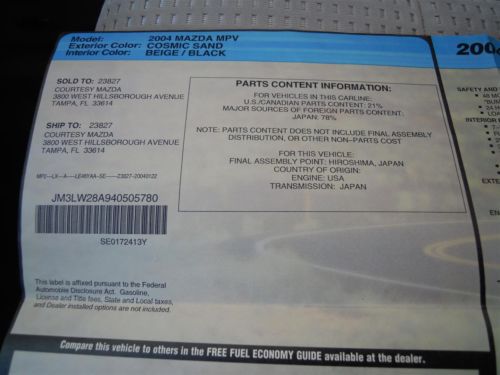 Model: 2004 MAZDA MPV
Exterior Color: COSMIC SAND
Interior Color: BEIGE / BLACK
200
SOLD TO: 23827
COURTESY MAZDA
3800 WEST HILLSBOROUGH AVENUE
TAMPA, FL 33614
SHIP TO: 23827
COURTESY MAZDA
3800 WEST HILLSBOROUGH AVENUE
TAMPA, FL 33614
JM3LW28A940505780
SE0172413Y
This label is affixed pursuant to the Federal
Automobile Disclosure Act. Gasoline,
License and Title fees, State and Local taxes,
and Dealer installed options are not included.
PARTS CONTENT INFORMATION:
FOR VEHICLES IN THIS CARLINE:
U.S./CANADIAN PARTS CONTENT: 21%
MAJOR SOURCES OF FOREIGN PARTS CONTENT:
JAPAN: 78%
NOTE: PARTS CONTENT DOES NOT INCLUDE FINAL ASSEMBLY
DISTRIBUTION, OR OTHER NON-PARTS COST
FOR THIS VEHICLE:
FINAL ASSEMBLY POINT: HIROSHIMA, JAPAN
COUNTRY OF ORIGIN:
ENGINE: USA
TRANSMISSION: JAPAN
SAFETY AND
INTERIOR
Compare this vehicle to others in the FREE FUEL ECONOMY GUIDE available at the dealer.